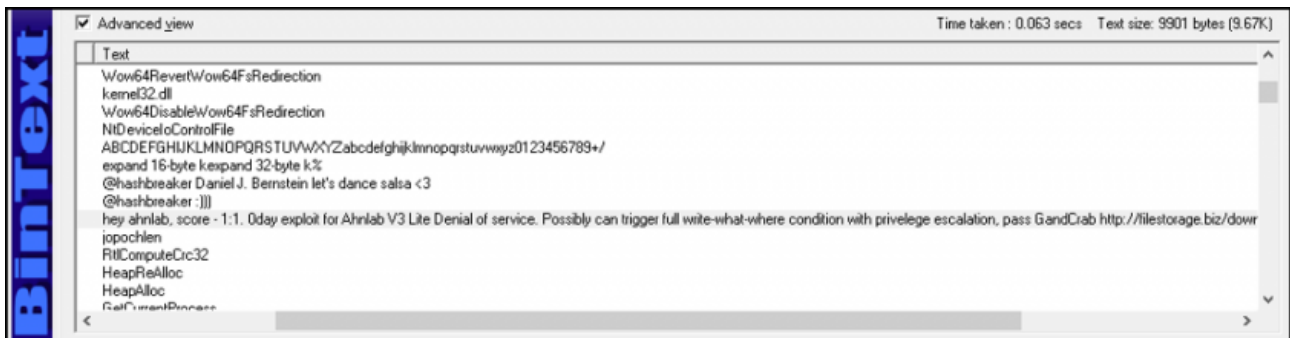 BinText
Advanced view
Time taken : 0.063 secs Text size: 9901 bytes (9.67K)
Text
Wow64RevertWow64FsRedirection
kernel32.dll
Wow64DisableWow64FsRedirection
NtDeviceIoControlFile
ABCDEFGHIJKLMNOPQRSTUVWXYZabcdefghijklmnopqrstuvwxyz0123456789+/
expand 16-byte kexpand 32-byte k%
@hashbreaker Daniel J. Bernstein let's dance salsa <3
@hashbreaker :)))
hey ahnlab, score - 1:1. 0day exploit for Ahnlab V3 Lite Denial of service. Possibly can trigger full write-what-where condition with privelege escalation, pass GandCrab http://filestorage.biz/dowr
jopochlen
RtlComputeCrc32
HeapReAlloc
HeapAlloc
GetCurrentProcess